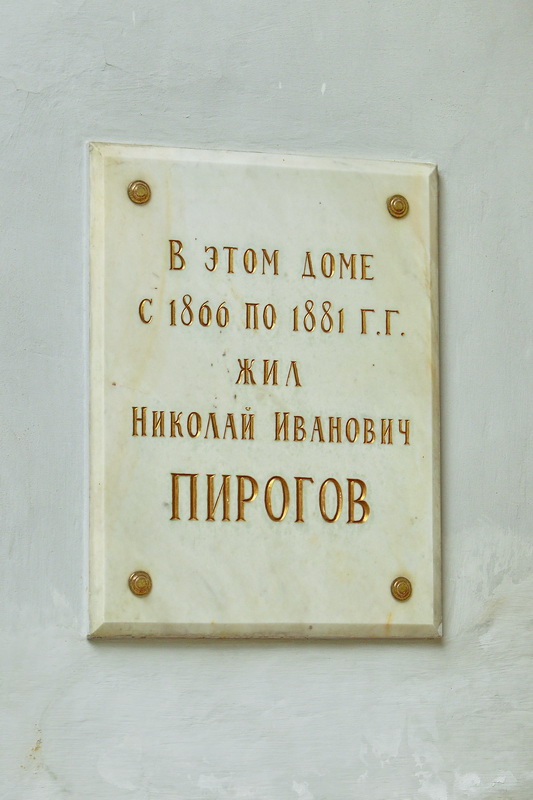 В ЭТОМ ДОМЕ
С 1866 ПО 1881 Г.Г.
ЖИЛ
НИКОЛАЙ ИВАНОВИЧ
ПИРОГОВ